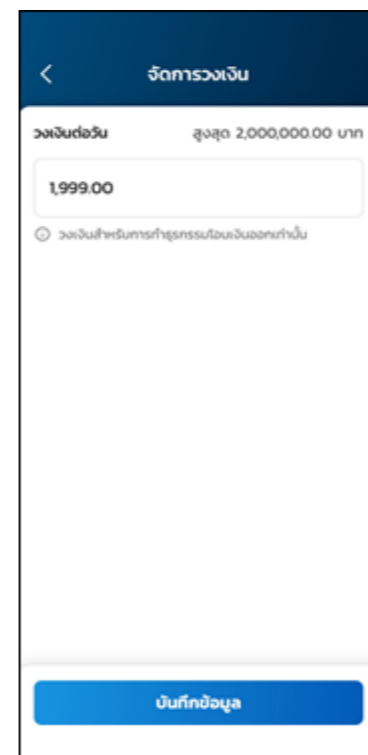 จัดการวงเงิน
วงเงินต่อวัน สูงสุด 2,000,000.00 บาท
1,999.00
วงเงินสำหรับการทำธุรกรรมโอนเงินออกเท่านั้น
บันทึกข้อมูล